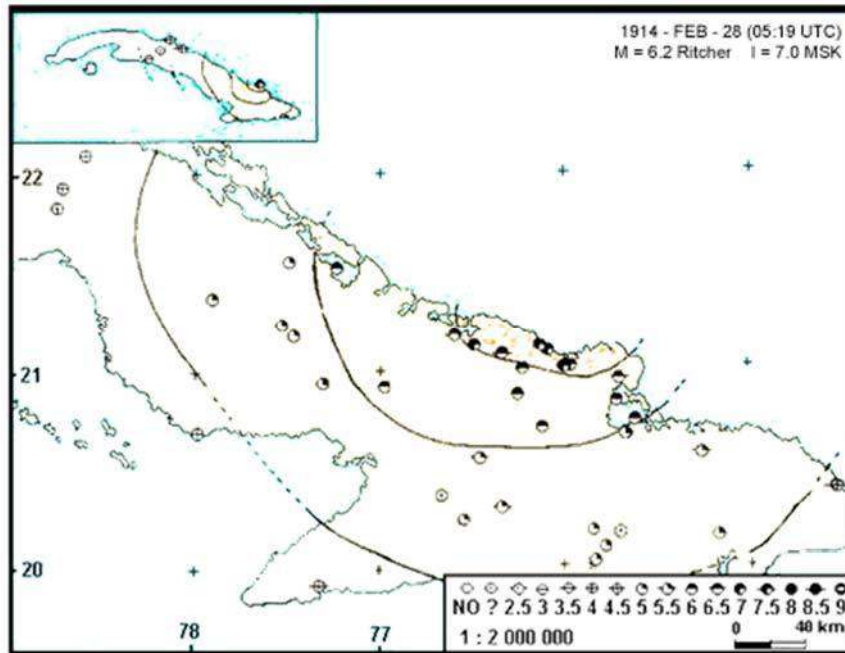 1914 - FEB - 28 (05:19 UTC)
M = 6.2 Ritcher I = 7.0 MSK
22
21
20
78
77
NO ? 2.5 3 3.5 4 4.5 5 5.5 6 6.5 7 7.5 8 8.5 9
1 : 2 000 000
0 40 km